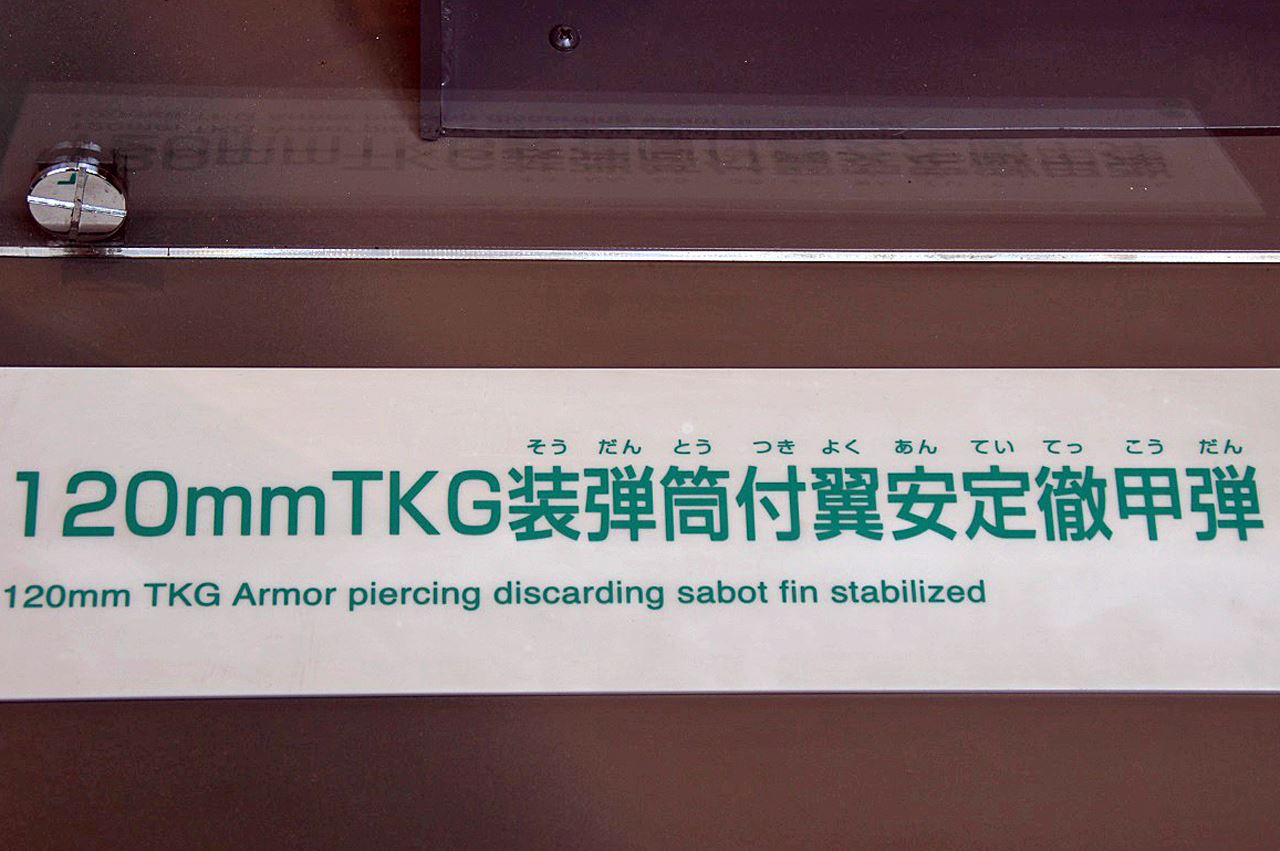 そう だん とう つき よく あん てい てっ こう だん
120mmTKG装弾筒付翼安定徹甲弾
120mm TKG Armor piercing discarding sabot fin stabilized